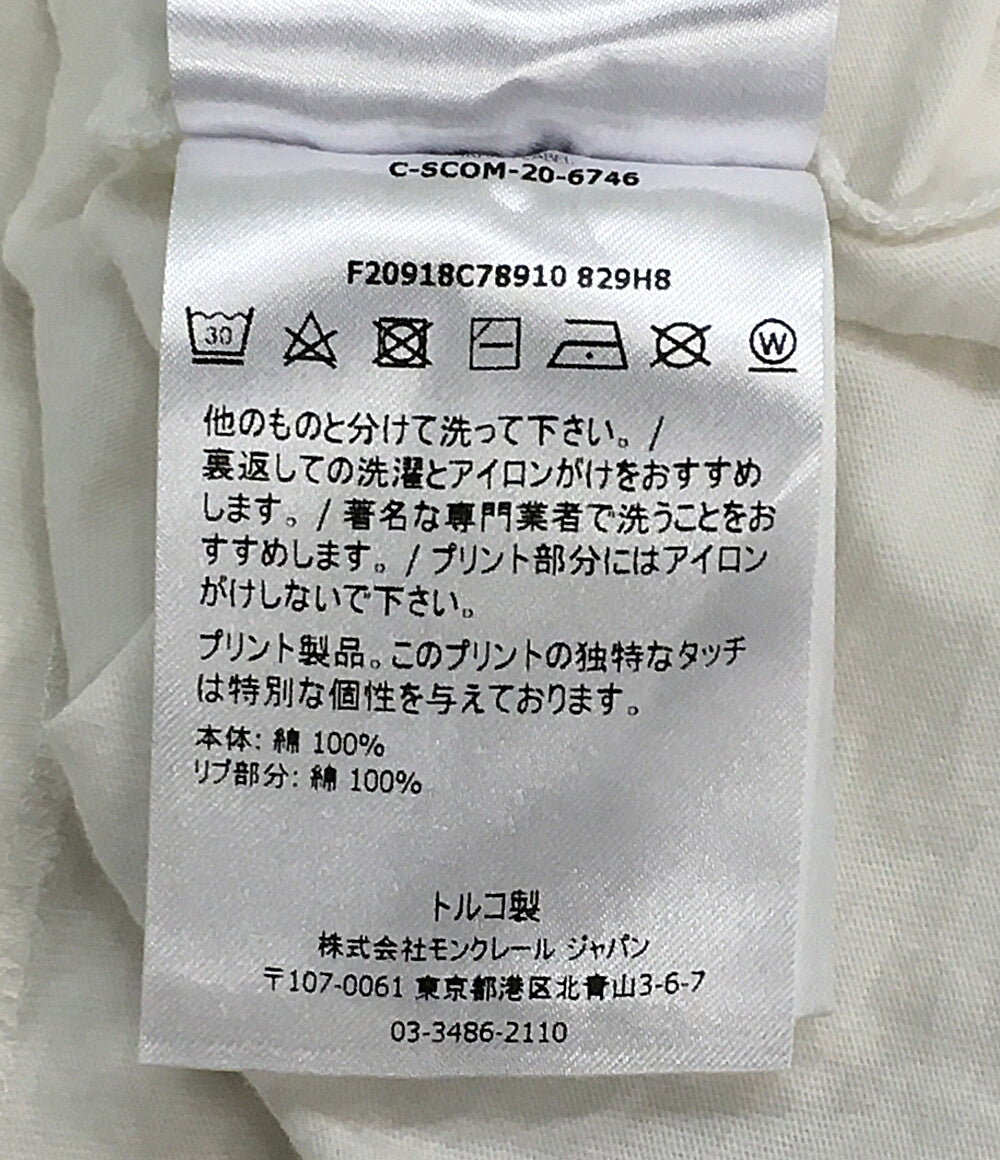 C-SCOM-20-6746
F20918C78910 829H8
30
W
他のものと分けて洗って下さい。/
裏返しての洗濯とアイロンがけをおすすめ
します。/ 著名な専門業者で洗うことをお
すすめします。/ プリント部分にはアイロン
がけしないで下さい。
プリント製品。このプリントの独特なタッチ
は特別な個性を与えております。
本体: 綿 100%
リブ部分: 綿 100%
トルコ製
株式会社モンクレール ジャパン
〒107-0061 東京都港区北青山3-6-7
03-3486-2110